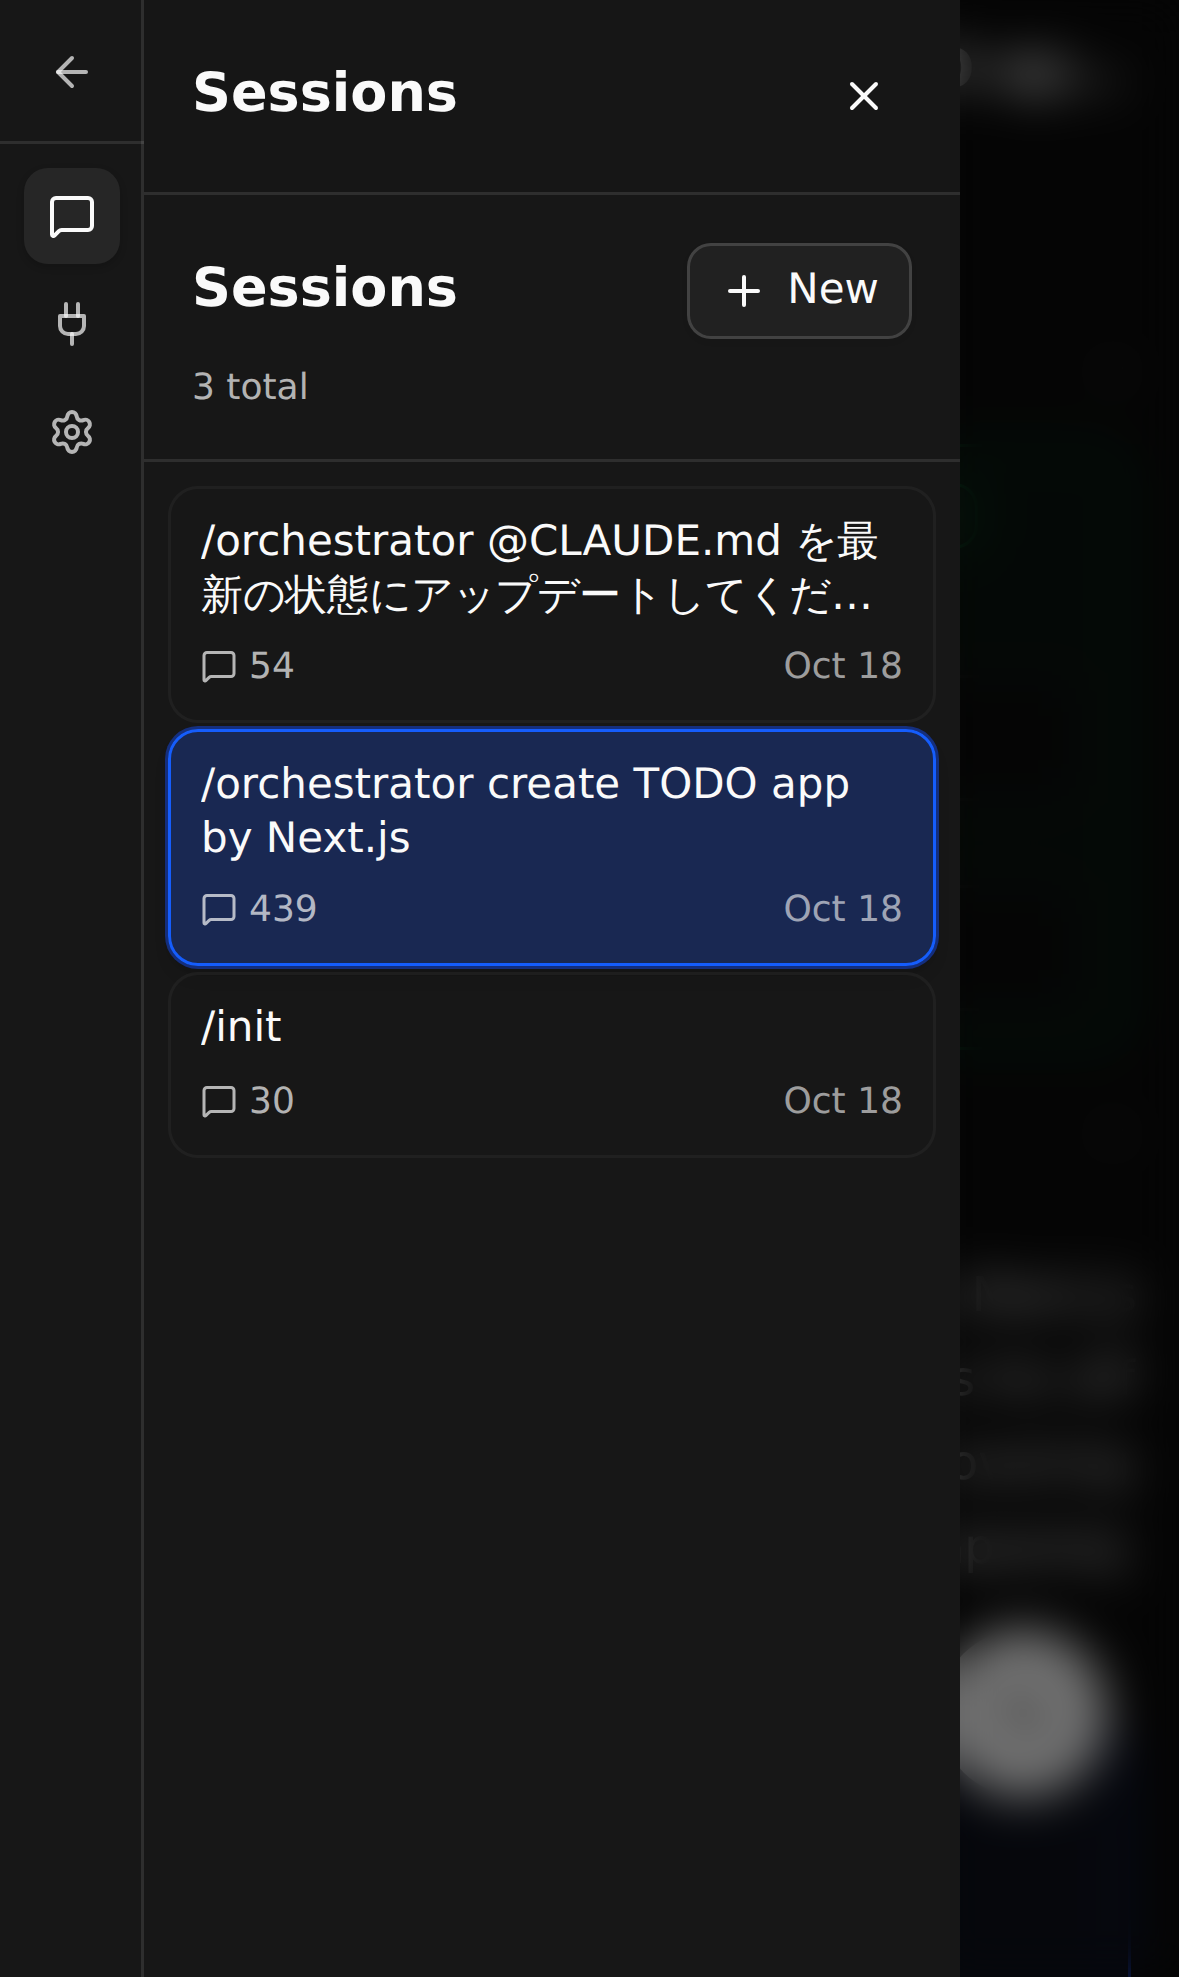 Sessions
Sessions
New
3 total
/orchestrator @CLAUDE.md を最
新の状態にアップデートしてくだ…
54
Oct 18
/orchestrator create TODO app
by Next.js
439
Oct 18
/init
30
Oct 18